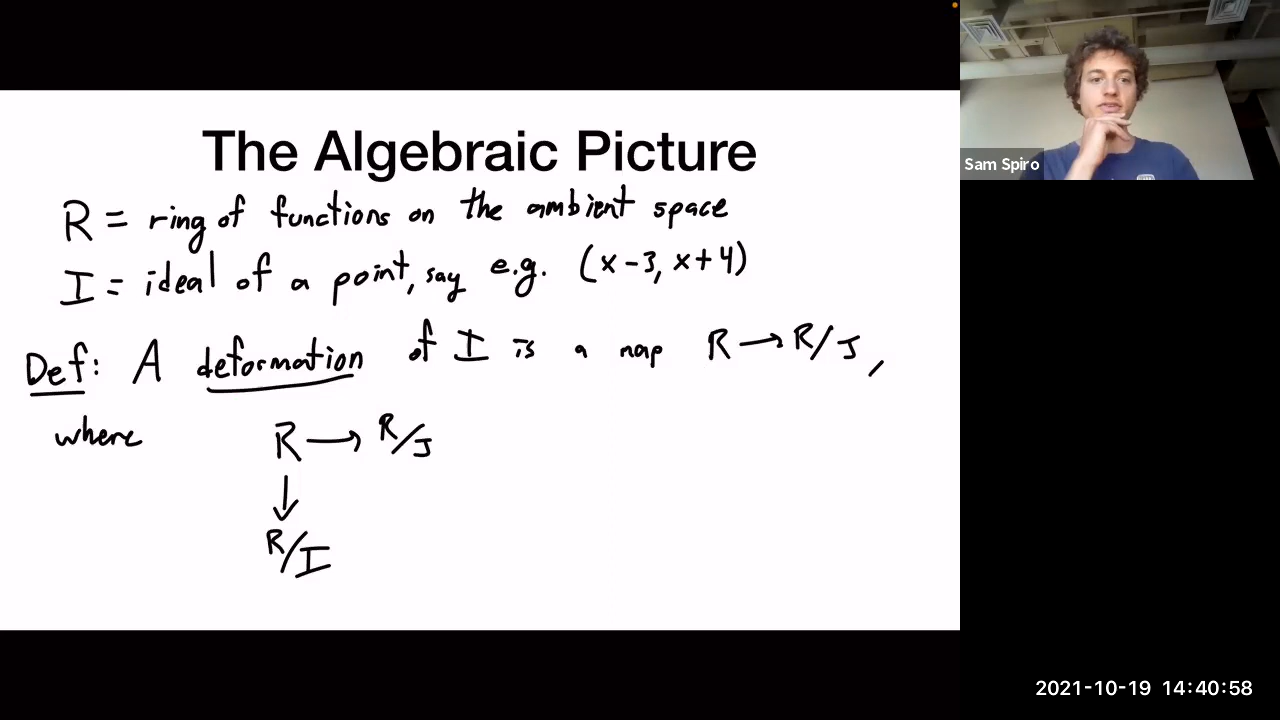 The Algebraic Picture
R = ring of functions on the ambient space
I = ideal of a point, say e.g. (x-3, x+4)
Def: A deformation of I is a map R → R/J,
where R → R/J
↓
R/I
Sam Spiro
2021-10-19 14:40:58